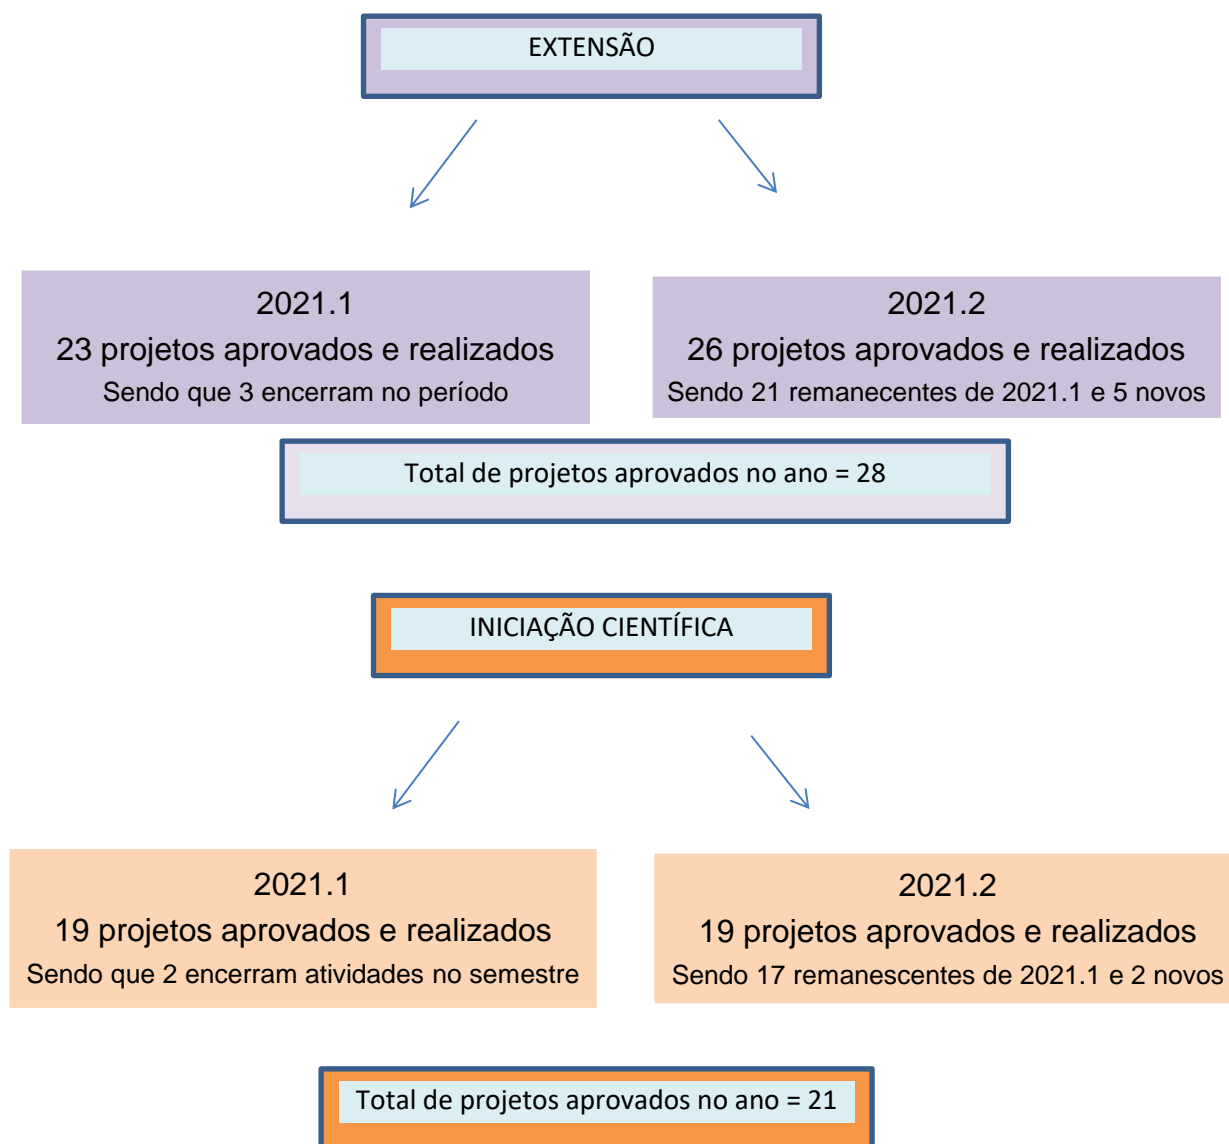 EXTENSÃO
2021.1
23 projetos aprovados e realizados
Sendo que 3 encerram no período
2021.2
26 projetos aprovados e realizados
Sendo 21 remanecentes de 2021.1 e 5 novos
Total de projetos aprovados no ano = 28
INICIAÇÃO CIENTÍFICA
2021.1
19 projetos aprovados e realizados
Sendo que 2 encerram atividades no semestre
2021.2
19 projetos aprovados e realizados
Sendo 17 remanescentes de 2021.1 e 2 novos
Total de projetos aprovados no ano = 21